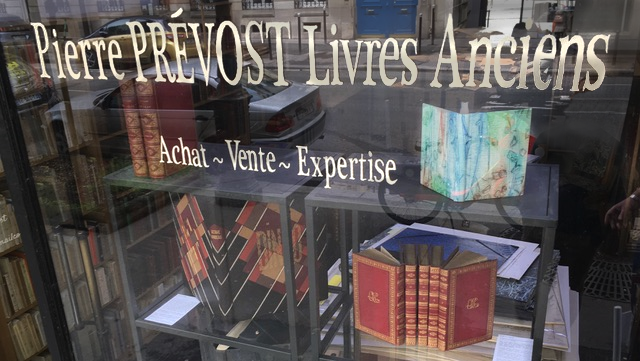 Pierre PRÉVOST Livres Anciens
Achat ~ Vente ~ Expertise